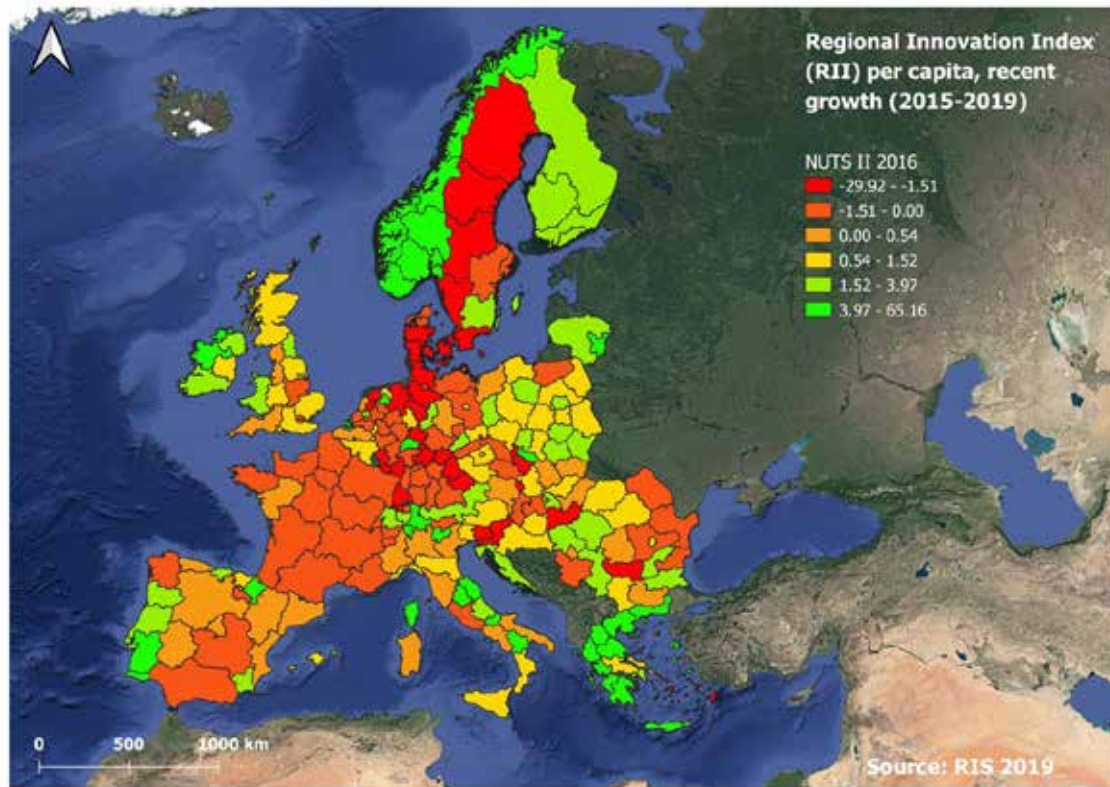 Regional Innovation Index
(RII) per capita, recent
growth (2015-2019)
NUTS II 2016
-29.92 - -1.51
-1.51 - 0.00
0.00 - 0.54
0.54 - 1.52
1.52 - 3.97
3.97 - 65.16
0 500 1000 km
Source: RIS 2019